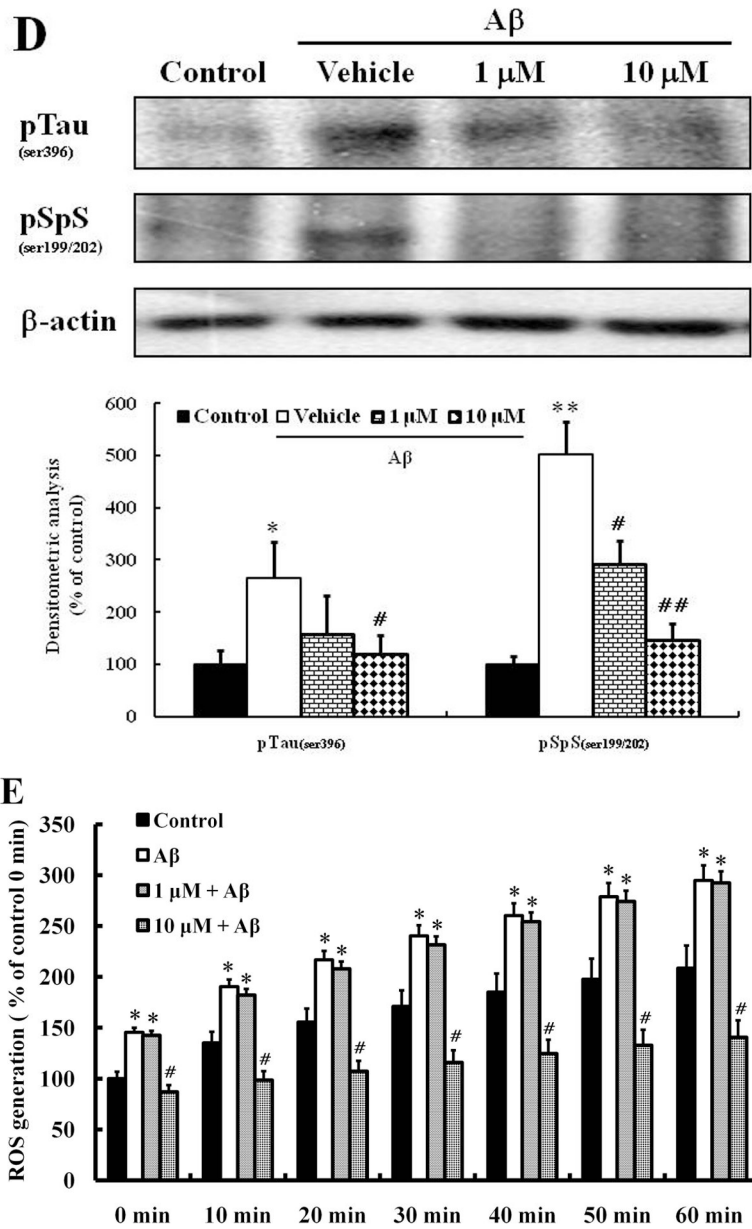 D
Aβ
Control Vehicle 1 μM 10 μM
pTau
(ser396)
pSpS
(ser199/202)
β-actin
600
500
400
300
200
100
0
Densitometric analysis
(% of control)
Control Vehicle 1 μM 10 μM
Aβ
*
#
**
#
##
pTau(ser396) pSpS(ser199/202)
E
350
300
250
200
150
100
50
0
ROS generation ( % of control 0 min)
Control
Aβ
1 μM + Aβ
10 μM + Aβ
* * #
* * #
* * #
* * #
* * #
* * #
* * #
0 min 10 min 20 min 30 min 40 min 50 min 60 min